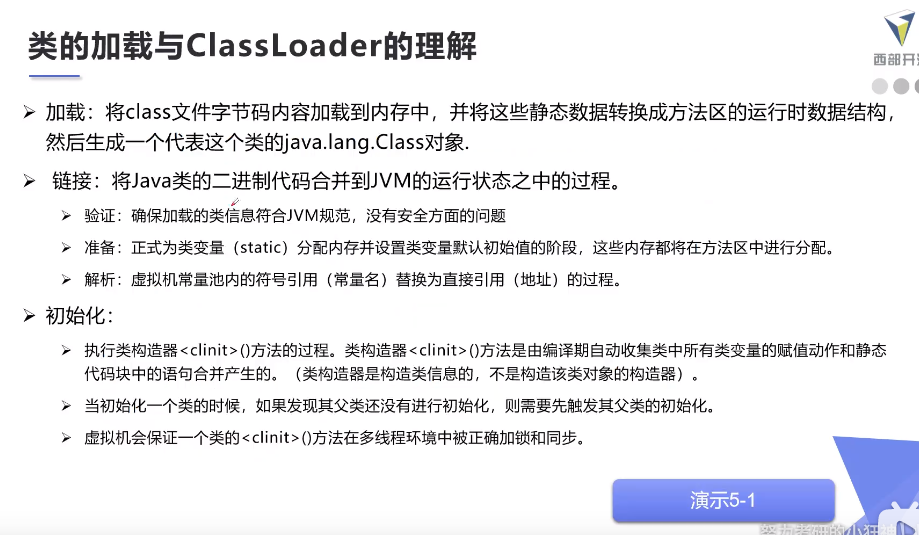 类的加载与ClassLoader的理解
西部开
加载：将class文件字节码内容加载到内存中，并将这些静态数据转换成方法区的运行时数据结构，
然后生成一个代表这个类的java.lang.Class对象.
链接：将Java类的二进制代码合并到JVM的运行状态之中的过程。
验证：确保加载的类信息符合JVM规范，没有安全方面的问题
准备：正式为类变量（static）分配内存并设置类变量默认初始值的阶段，这些内存都将在方法区中进行分配。
解析：虚拟机常量池内的符号引用（常量名）替换为直接引用（地址）的过程。
初始化：
执行类构造器<clinit>()方法的过程。类构造器<clinit>()方法是由编译期自动收集类中所有类变量的赋值动作和静态
代码块中的语句合并产生的。（类构造器是构造类信息的，不是构造该类对象的构造器）。
当初始化一个类的时候，如果发现其父类还没有进行初始化，则需要先触发其父类的初始化。
虚拟机会保证一个类的<clinit>()方法在多线程环境中被正确加锁和同步。
演示5-1